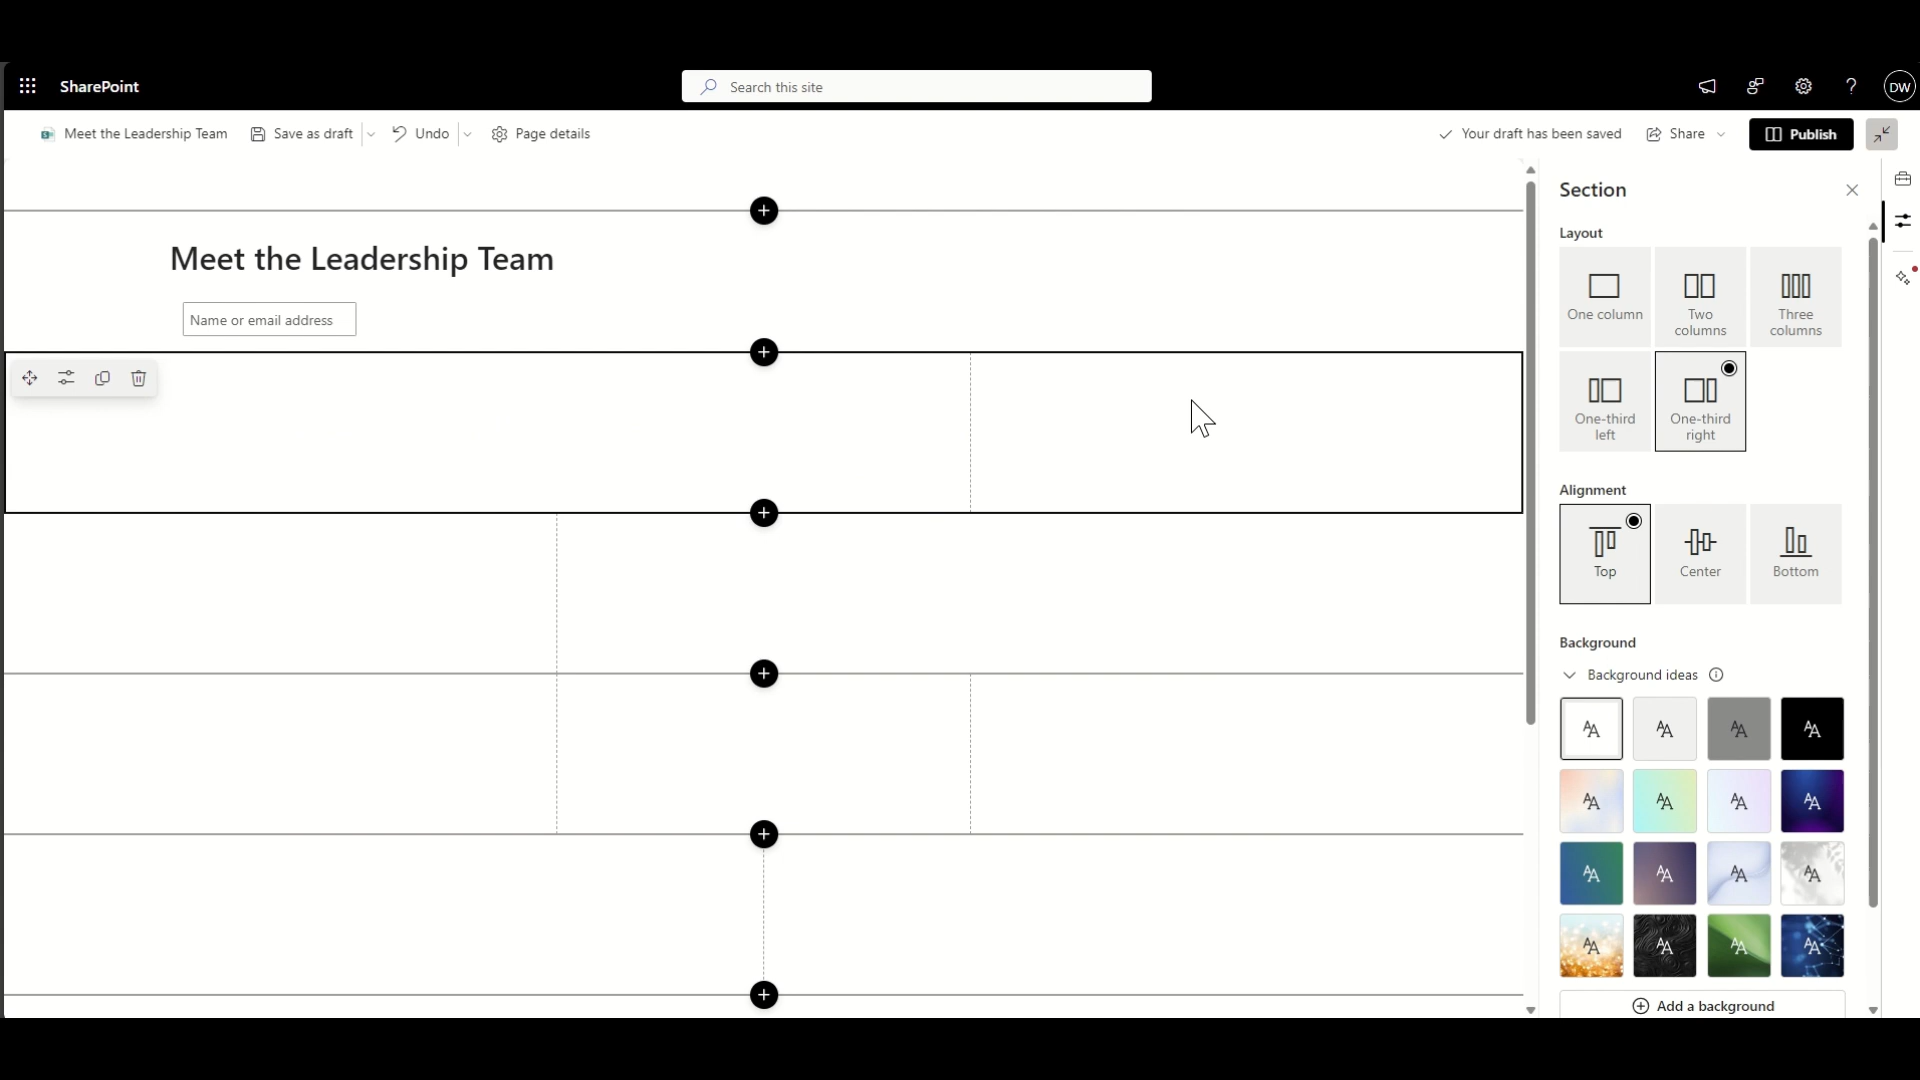 SharePoint
Search this site
DW
Meet the Leadership Team
Save as draft
Undo
Page details
Your draft has been saved
Share
Publish
Meet the Leadership Team
Name or email address
Section
Layout
One column
Two
columns
Three
columns
One-third
left
One-third
right
Alignment
Top
Center
Bottom
Background
Background ideas
Add a background